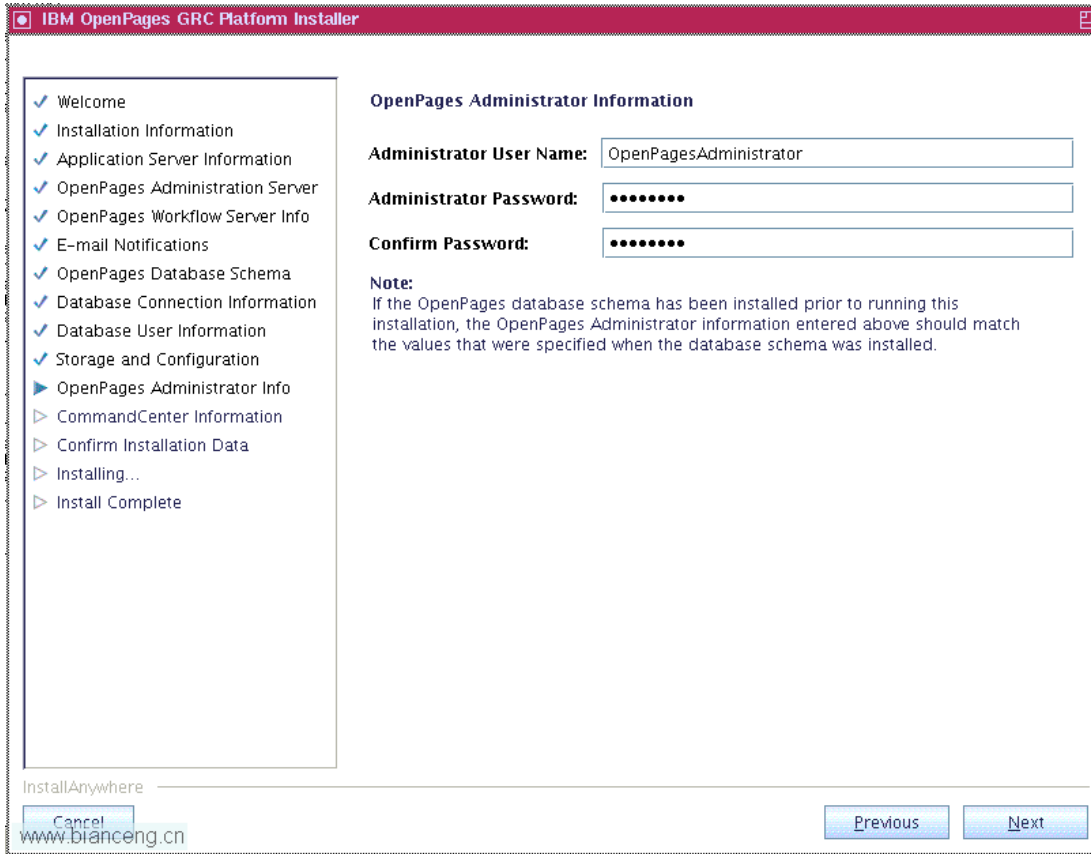 IBM OpenPages GRC Platform Installer
Welcome
Installation Information
Application Server Information
OpenPages Administration Server
OpenPages Workflow Server Info
E-mail Notifications
OpenPages Database Schema
Database Connection Information
Database User Information
Storage and Configuration
OpenPages Administrator Info
CommandCenter Information
Confirm Installation Data
Installing...
Install Complete
OpenPages Administrator Information
Administrator User Name: OpenPagesAdministrator
Administrator Password: ••••••••
Confirm Password: ••••••••
Note:
If the OpenPages database schema has been installed prior to running this
installation, the OpenPages Administrator information entered above should match
the values that were specified when the database schema was installed.
InstallAnywhere
Cancel
Previous
Next
www.bianceng.cn